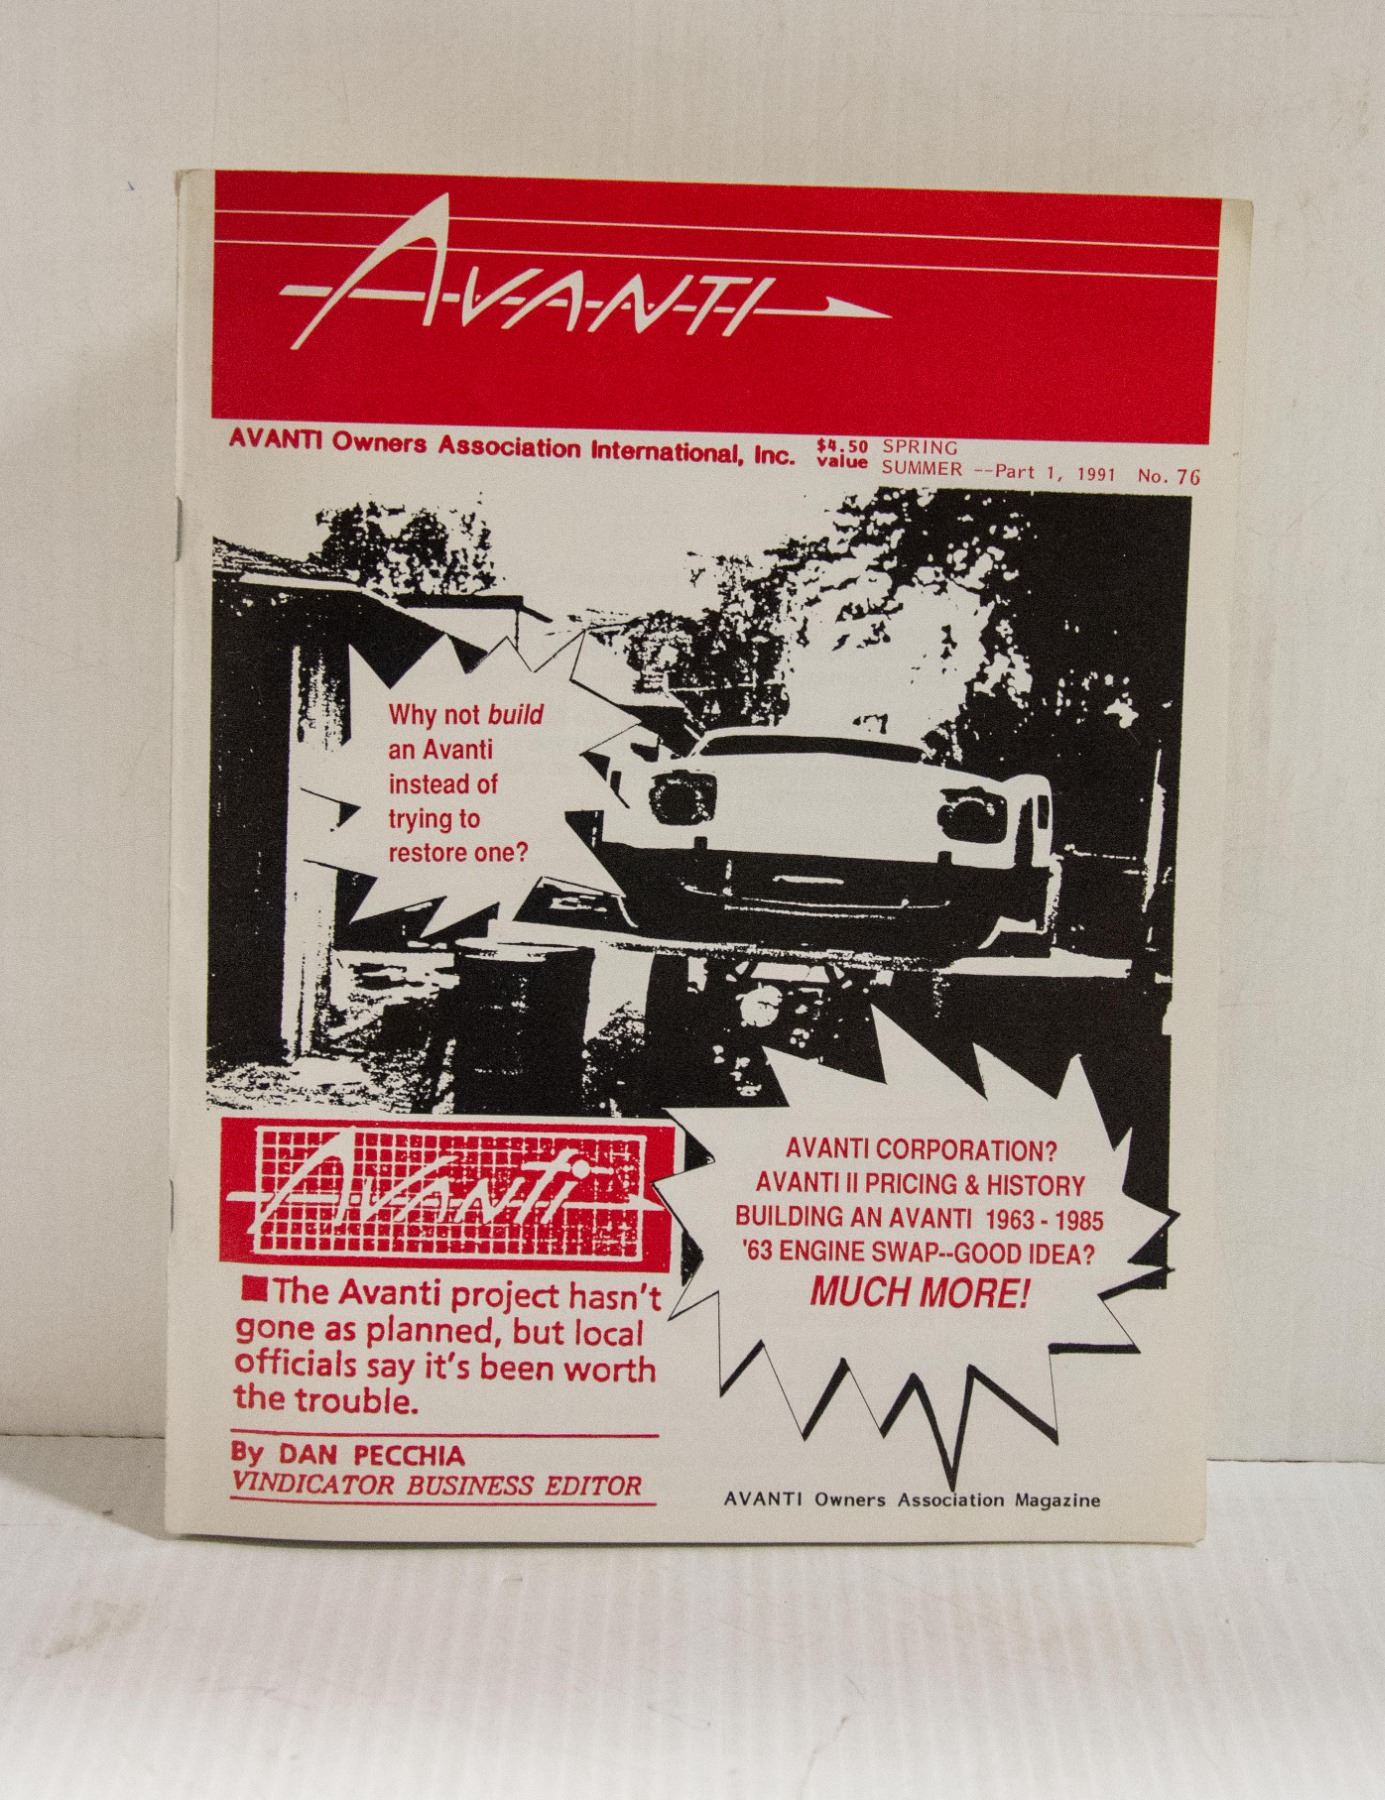 AVANTI
AVANTI Owners Association International, Inc. $4.50 value SPRING
SUMMER --Part 1, 1991 No. 76
Why not build
an Avanti
instead of
trying to
restore one?
AVANTI CORPORATION?
AVANTI II PRICING & HISTORY
BUILDING AN AVANTI 1963 - 1985
'63 ENGINE SWAP--GOOD IDEA?
MUCH MORE!
AVANTI
■ The Avanti project hasn't
gone as planned, but local
officials say it's been worth
the trouble.
By DAN PECCHIA
VINDICATOR BUSINESS EDITOR
AVANTI Owners Association Magazine